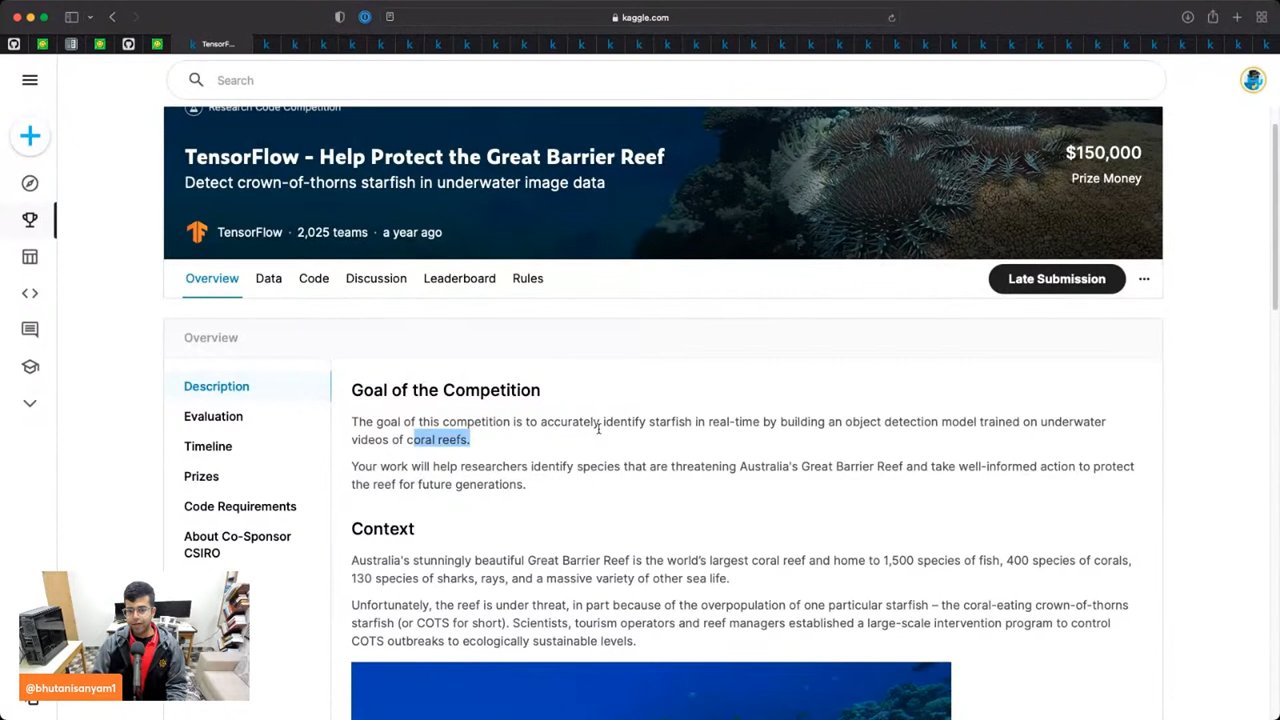 kaggle.com
TensorF...
Search
Research Code Competition
TensorFlow - Help Protect the Great Barrier Reef
$150,000
Detect crown-of-thorns starfish in underwater image data
Prize Money
TensorFlow · 2,025 teams · a year ago
Overview Data Code Discussion Leaderboard Rules
Late Submission
Overview
Description
Evaluation
Timeline
Prizes
Code Requirements
About Co-Sponsor
CSIRO
Goal of the Competition
The goal of this competition is to accurately identify starfish in real-time by building an object detection model trained on underwater
videos of coral reefs.
Your work will help researchers identify species that are threatening Australia's Great Barrier Reef and take well-informed action to protect
the reef for future generations.
Context
Australia's stunningly beautiful Great Barrier Reef is the world's largest coral reef and home to 1,500 species of fish, 400 species of corals,
130 species of sharks, rays, and a massive variety of other sea life.
Unfortunately, the reef is under threat, in part because of the overpopulation of one particular starfish – the coral-eating crown-of-thorns
starfish (or COTS for short). Scientists, tourism operators and reef managers established a large-scale intervention program to control
COTS outbreaks to ecologically sustainable levels.
@bhutanisanyam1